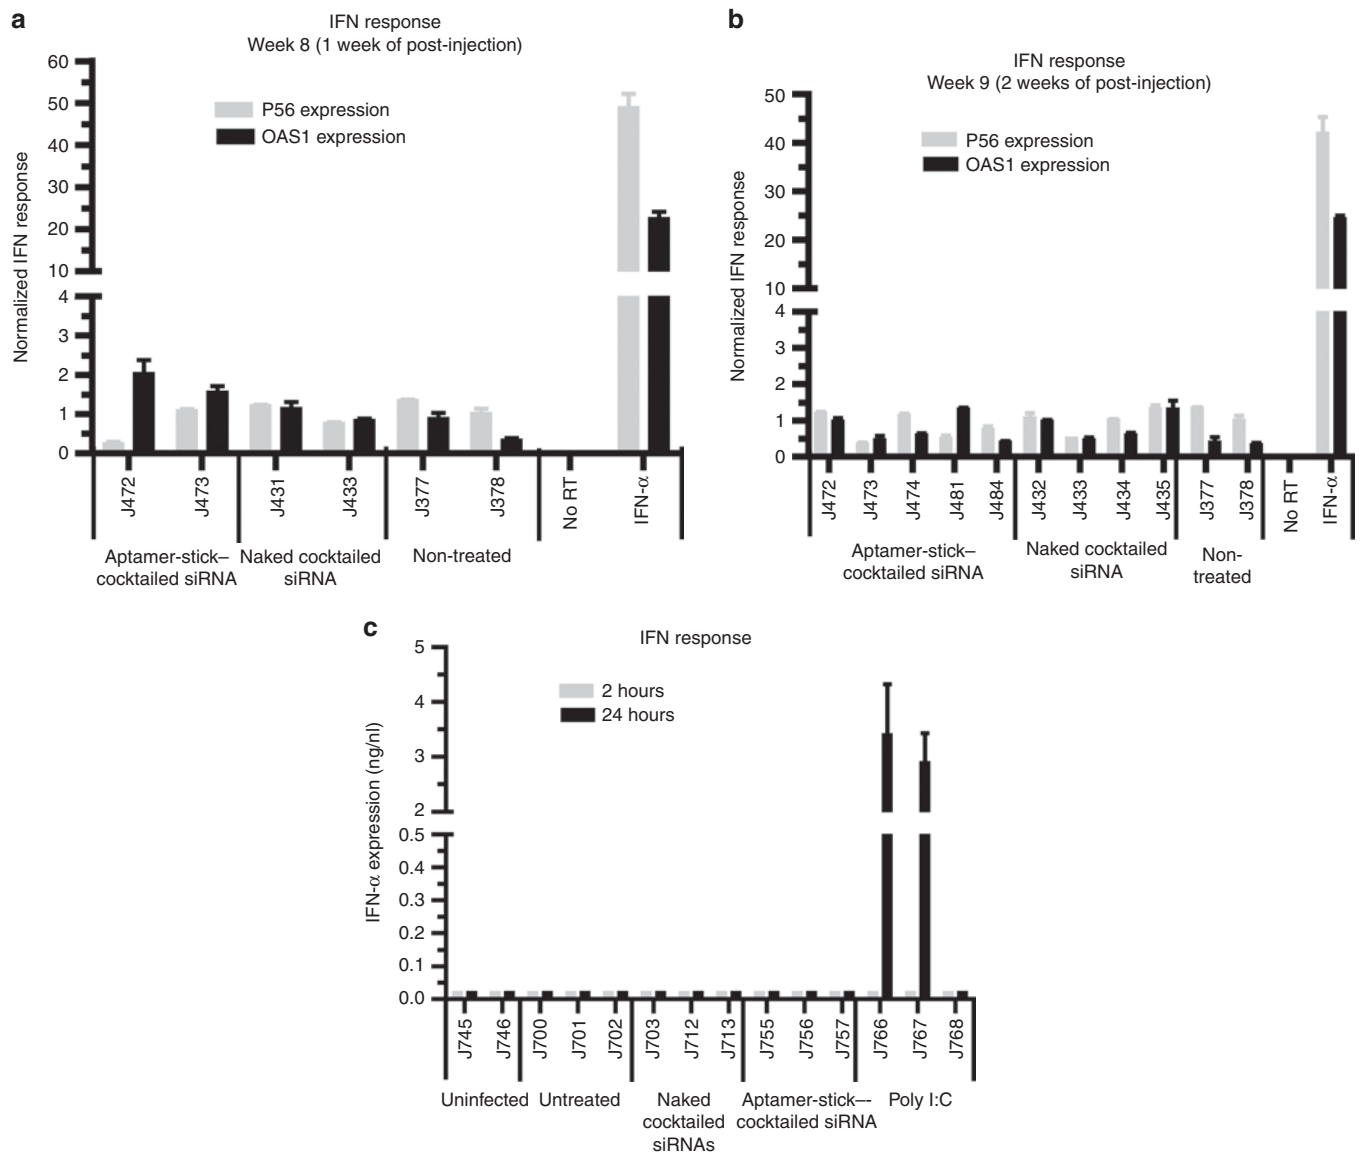 a
IFN response
Week 8 (1 week of post-injection)
Normalized IFN response
60
50
40
30
20
10
4
3
2
1
0
P56 expression
OAS1 expression
J472
J473
J431
J433
J377
J378
No RT
IFN-α
Aptamer-stick–
cocktailed siRNA
Naked cocktailed
siRNA
Non-treated
b
IFN response
Week 9 (2 weeks of post-injection)
Normalized IFN response
50
40
30
20
10
4
3
2
1
0
P56 expression
OAS1 expression
J472
J473
J474
J481
J484
J432
J433
J434
J435
J377
J378
No RT
IFN-α
Aptamer-stick–
cocktailed siRNA
Naked cocktailed
siRNA
Non-
treated
c
IFN response
IFN-α expression (ng/nl)
5
4
3
2
0.5
0.4
0.3
0.2
0.1
0.0
2 hours
24 hours
J745
J746
J700
J701
J702
J703
J712
J713
J755
J756
J757
J766
J767
J768
Uninfected
Untreated
Naked
cocktailed
siRNAs
Aptamer-stick–-
cocktailed siRNA
Poly I:C